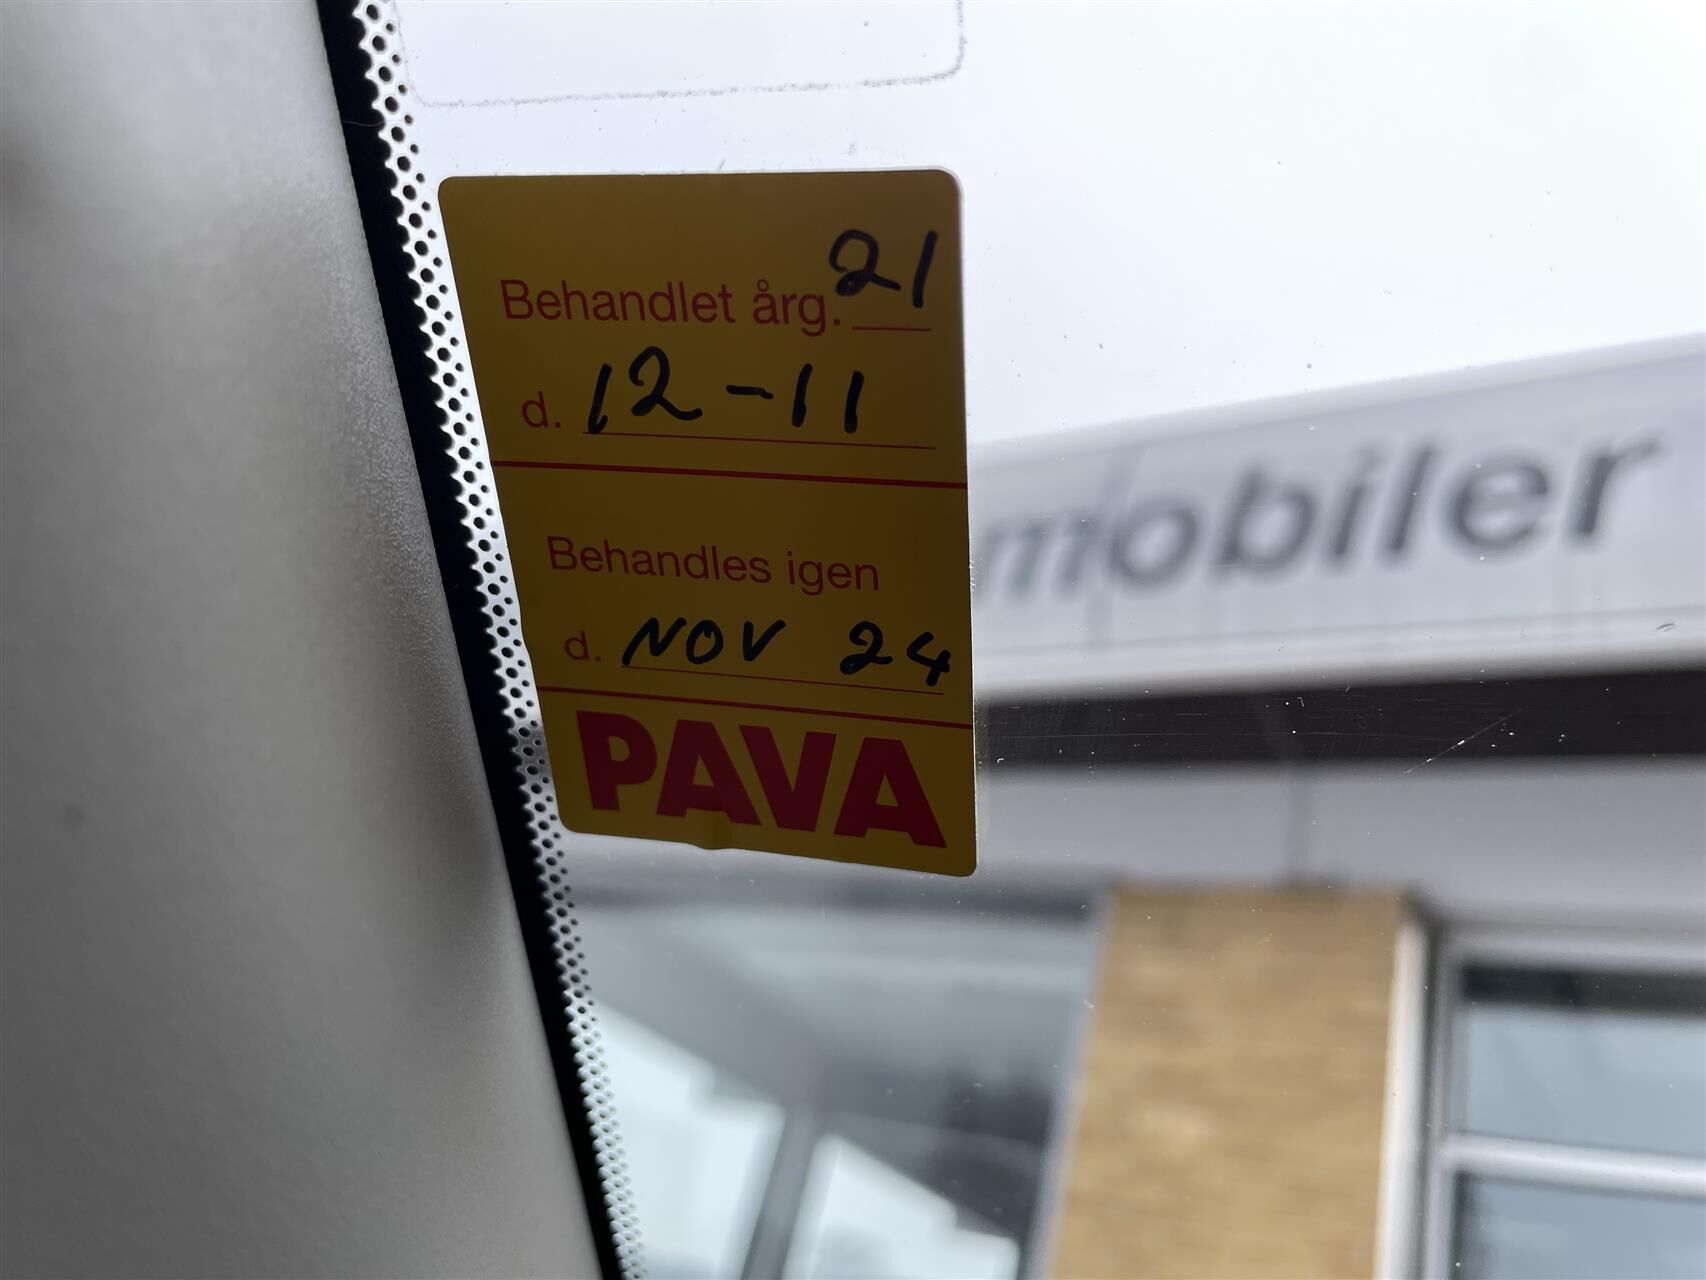 Behandlet årg. 21
d. 12-11
Behandles igen
d. NOV 24
PAVA
mobiler